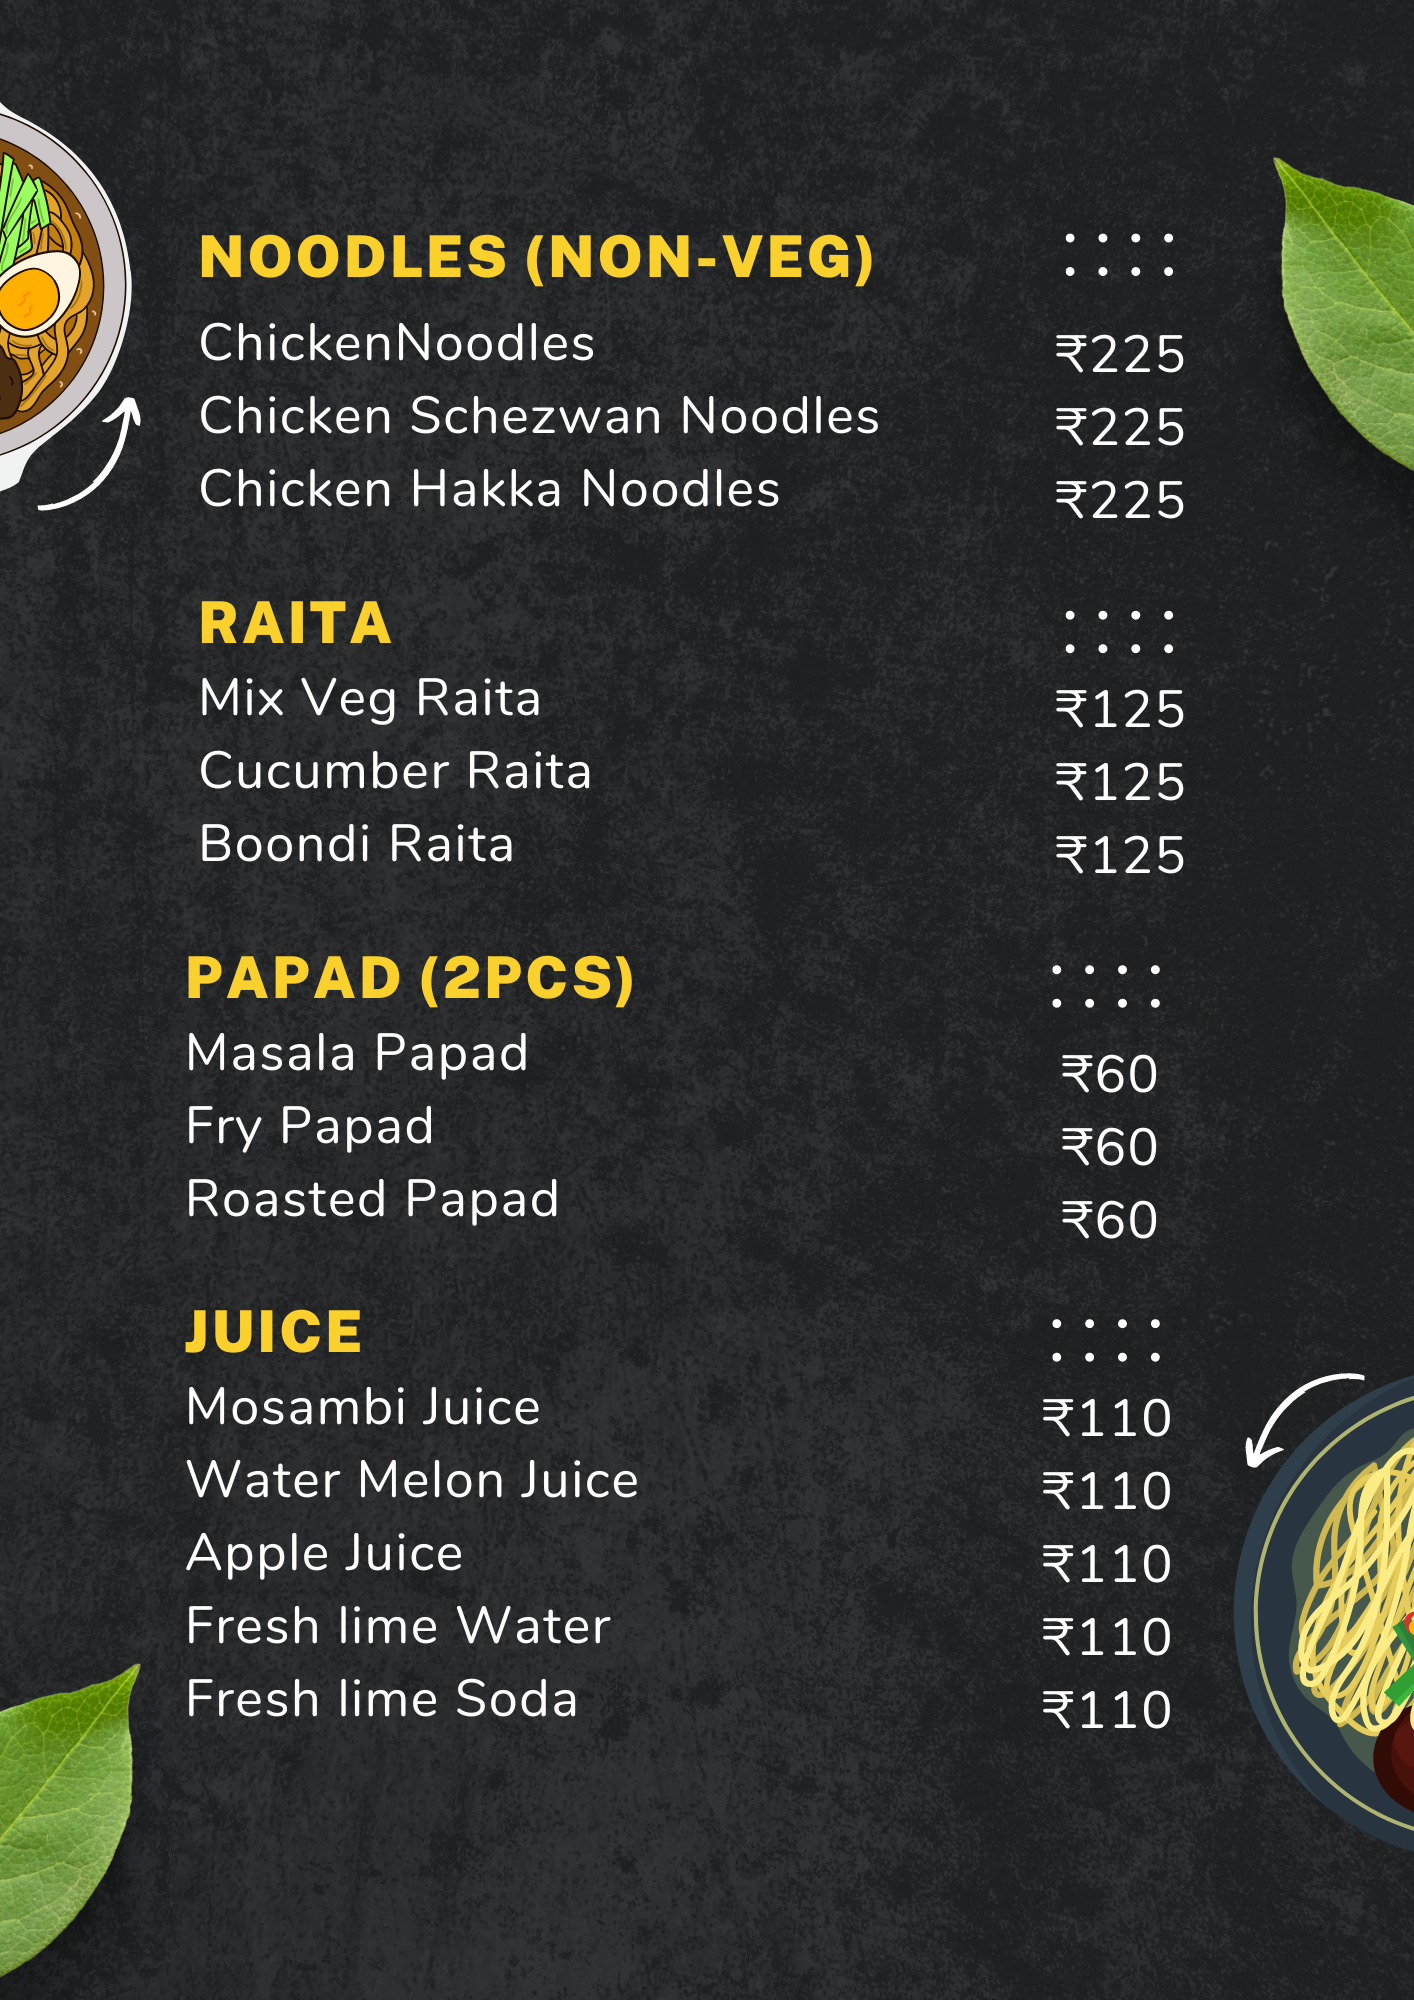 NOODLES (NON-VEG)
ChickenNoodles ₹225
Chicken Schezwan Noodles ₹225
Chicken Hakka Noodles ₹225
RAITA
Mix Veg Raita ₹125
Cucumber Raita ₹125
Boondi Raita ₹125
PAPAD (2PCS)
Masala Papad ₹60
Fry Papad ₹60
Roasted Papad ₹60
JUICE
Mosambi Juice ₹110
Water Melon Juice ₹110
Apple Juice ₹110
Fresh lime Water ₹110
Fresh lime Soda ₹110